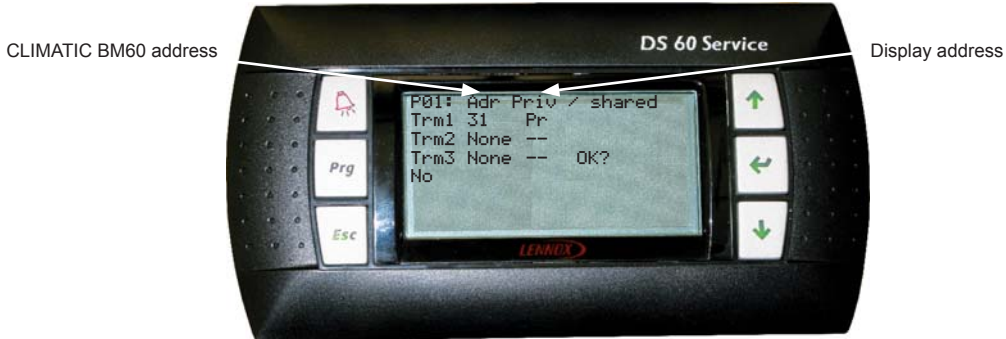 DS 60 Service
CLIMATIC BM60 address
Display address
P01: Adr Priv / shared
Trm1 31 Pr
Trm2 None --
Trm3 None -- OK?
No
Prg
Esc
LENNOX